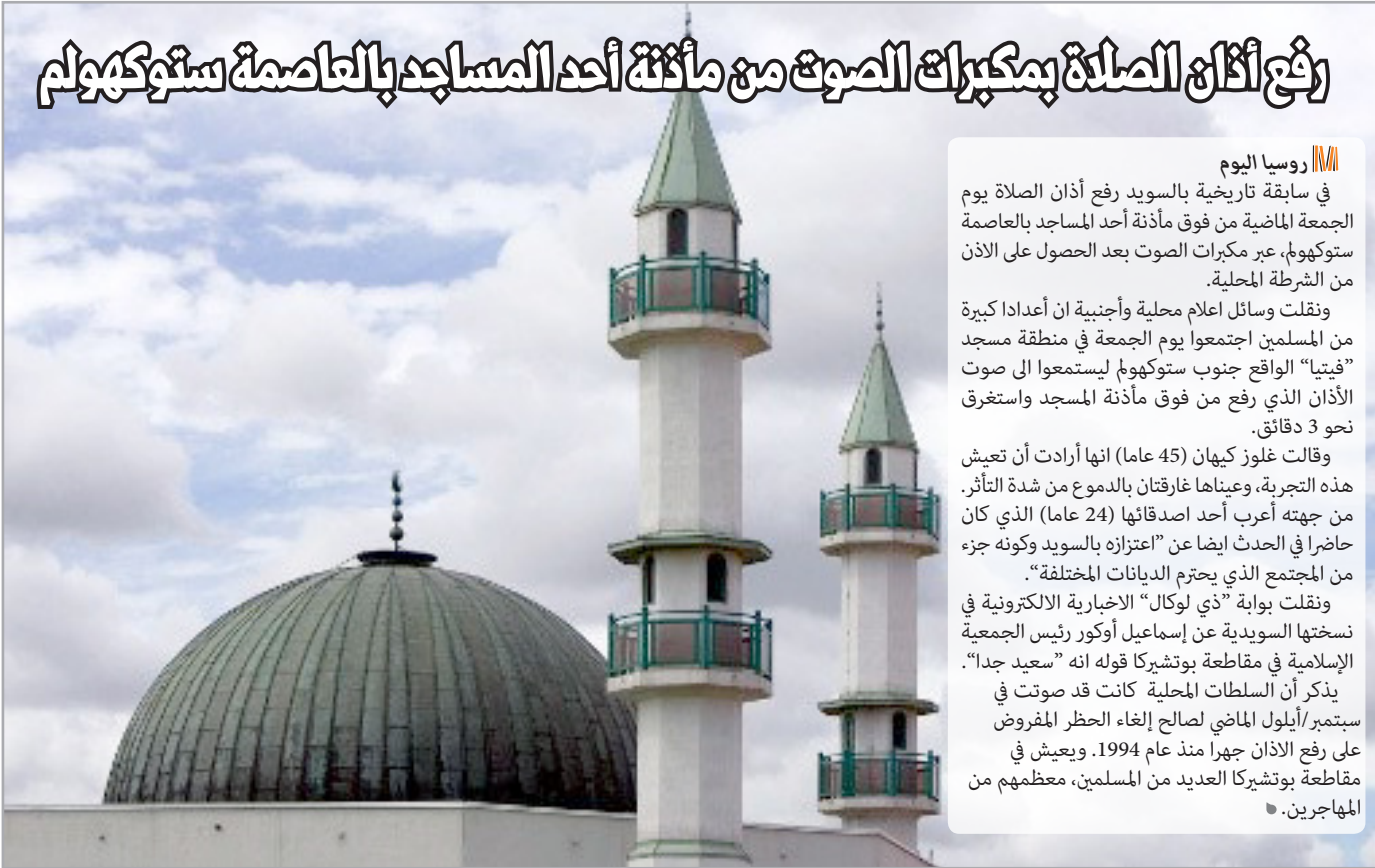 رفع أذان الصلاة بمكبرات الصوت من مأذنة أحد المساجد بالعاصمة ستوكهولم
روسيا اليوم
في سابقة تاريخية بالسويد رفع أذان الصلاة يوم
الجمعة الماضية من فوق مأذنة أحد المساجد بالعاصمة
ستوكهولم، عبر مكبرات الصوت بعد الحصول على الاذن
من الشرطة المحلية.
ونقلت وسائل اعلام محلية وأجنبية ان أعدادا كبيرة
من المسلمين اجتمعوا يوم الجمعة في منطقة مسجد
”فيتيا“ الواقع جنوب ستوكهولم ليستمعوا الى صوت
الأذان الذي رفع من فوق مأذنة المسجد واستغرق
نحو 3 دقائق.
وقالت غلوز كيهان (45 عاما) انها أرادت أن تعيش
هذه التجربة، وعيناها غارقتان بالدموع من شدة التأثر.
من جهته أعرب أحد اصدقائها (24 عاما) الذي كان
حاضرا في الحدث ايضا عن ”اعتزازه بالسويد وكونه جزء
من المجتمع الذي يحترم الديانات المختلفة“.
ونقلت بوابة ”ذي لوكال“ الاخبارية الالكترونية في
نسختها السويدية عن إسماعيل أوكور رئيس الجمعية
الإسلامية في مقاطعة بوتشيركا قوله انه ”سعيد جدا“.
يذكر أن السلطات المحلية كانت قد صوتت في
سبتمبر/أيلول الماضي لصالح إلغاء الحظر المفروض
على رفع الاذان جهرا منذ عام 1994. ويعيش في
مقاطعة بوتشيركا العديد من المسلمين، معظمهم من
المهاجرين.